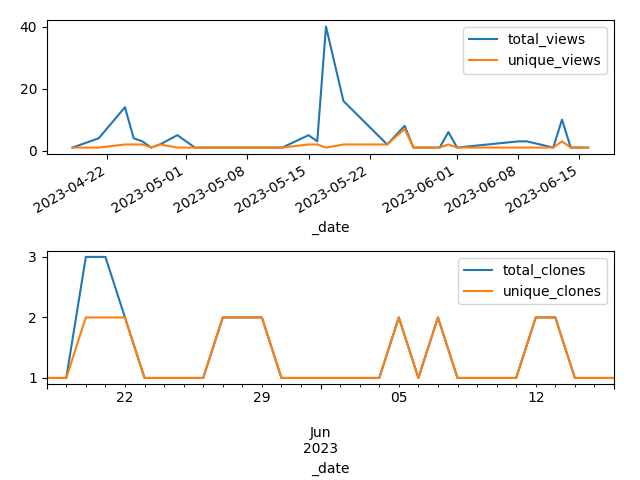 40
20
0
total_views
unique_views
2023-04-22
2023-05-01
2023-05-08
2023-05-15
2023-05-22
2023-06-01
2023-06-08
2023-06-15
_date
3
2
1
total_clones
unique_clones
22
29
05
12
Jun
2023
_date